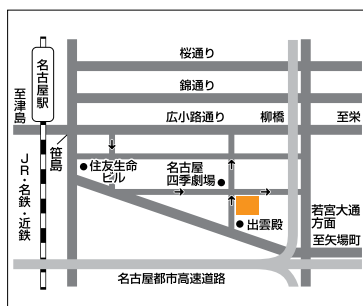 桜通り
錦通り
広小路通り
柳橋
至栄
名古屋駅
至津島
笹島
JR・名鉄・近鉄
住友生命
ビル
名古屋
四季劇場
出雲殿
若宮大通
方面
至矢場町
名古屋都市高速道路